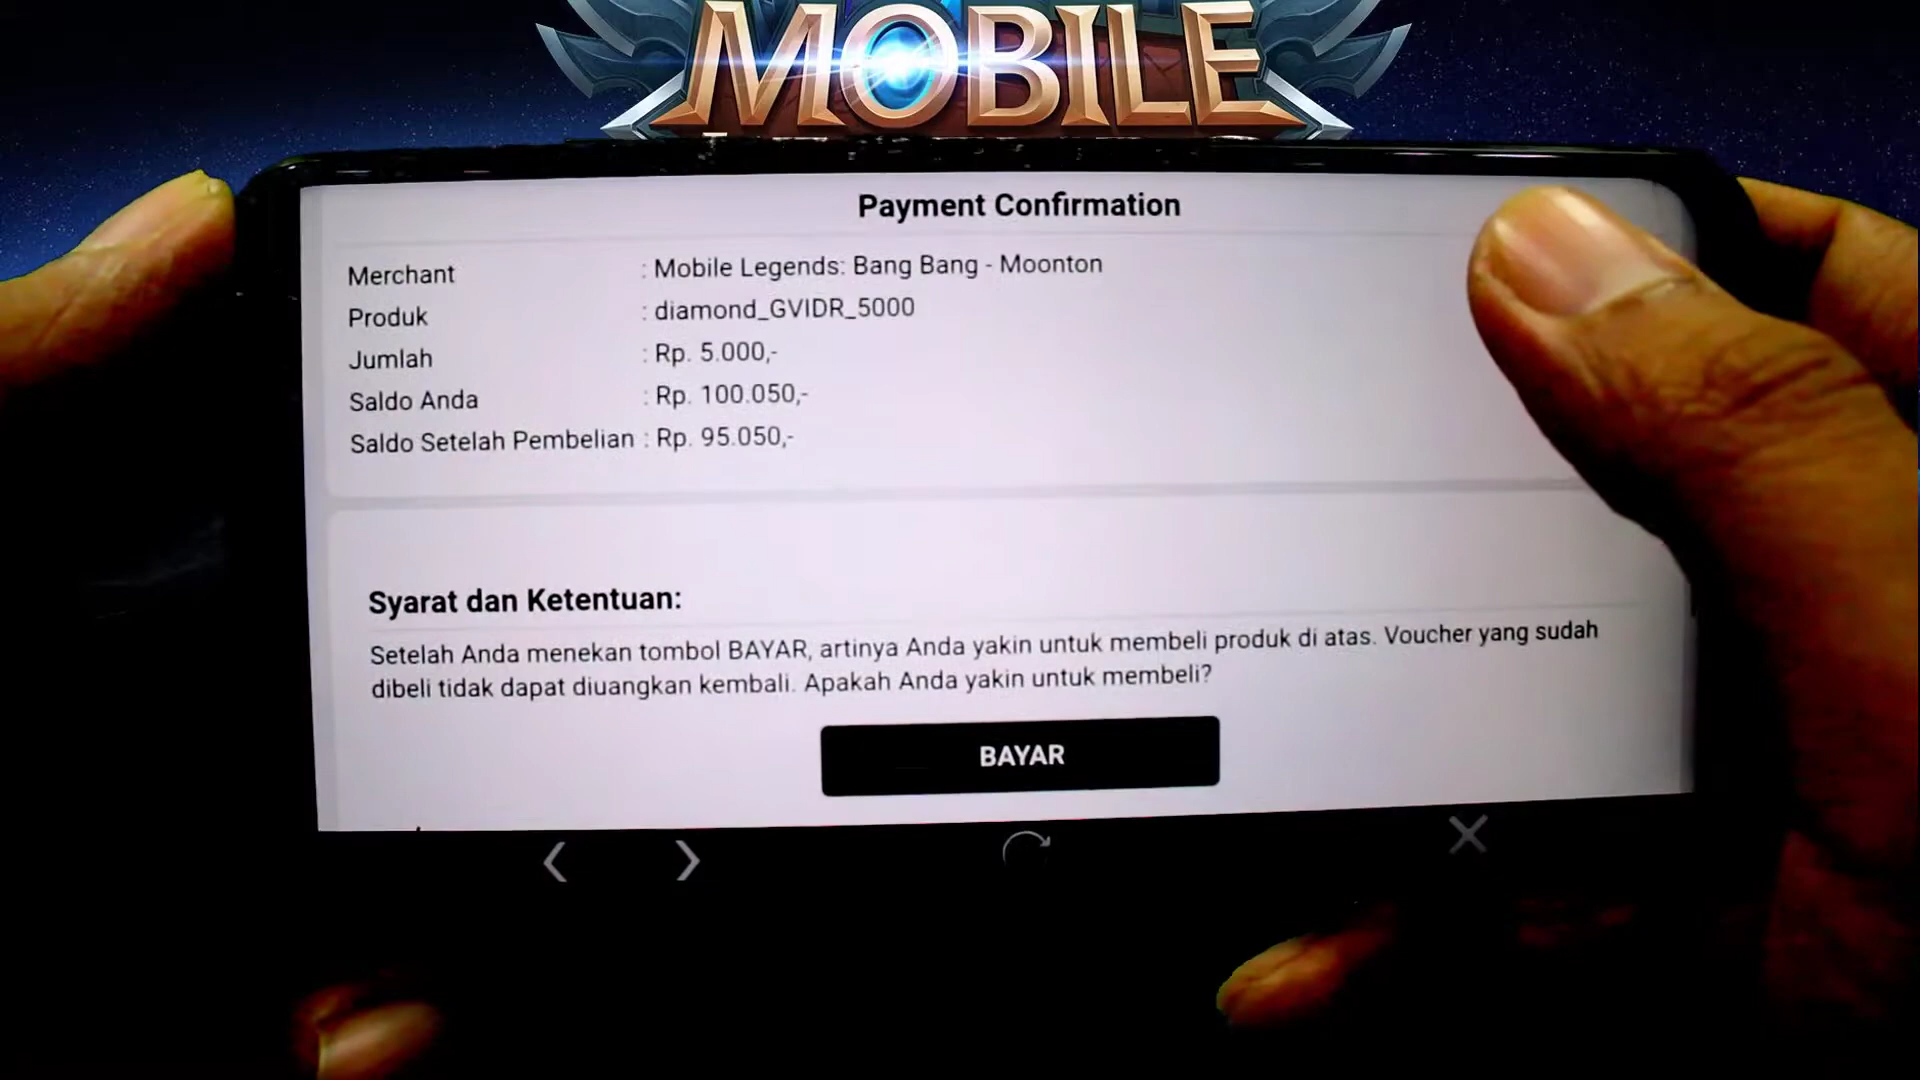 MOBILE
Payment Confirmation
Merchant : Mobile Legends: Bang Bang - Moonton
Produk : diamond_GVIDR_5000
Jumlah : Rp. 5.000,-
Saldo Anda : Rp. 100.050,-
Saldo Setelah Pembelian : Rp. 95.050,-
Syarat dan Ketentuan:
Setelah Anda menekan tombol BAYAR, artinya Anda yakin untuk membeli produk di atas. Voucher yang sudah
dibeli tidak dapat diuangkan kembali. Apakah Anda yakin untuk membeli?
BAYAR